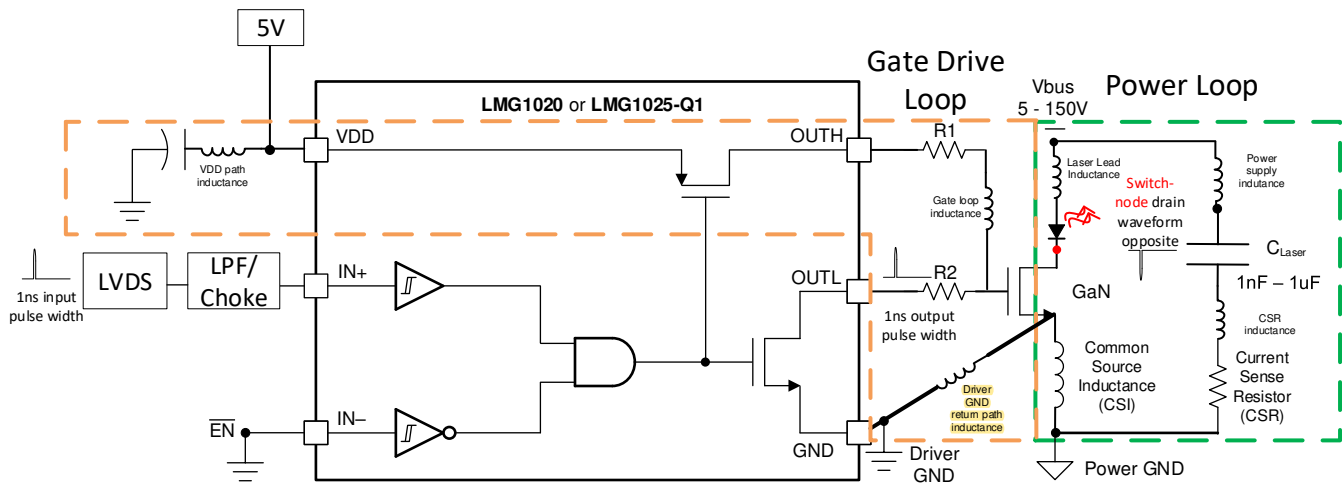 5V
Gate Drive
Loop
Vbus
5 - 150V
Power Loop
LMG1020 or LMG1025-Q1
VDD
OUTH
R1
VDD path
inductance
Gate loop
inductance
Laser Lead
Inductance
Switch-
node drain
waveform
opposite
Power
supply
indutance
LVDS
LPF/
Choke
1ns input
pulse width
IN+
OUTL
R2
1ns output
pulse width
GaN
CLaser
1nF – 1uF
CSR
inductance
Common
Source
Inductance
(CSI)
Current
Sense
Resistor
(CSR)
Driver
GND
return path
inductance
EN
IN–
GND
Driver
GND
Power GND